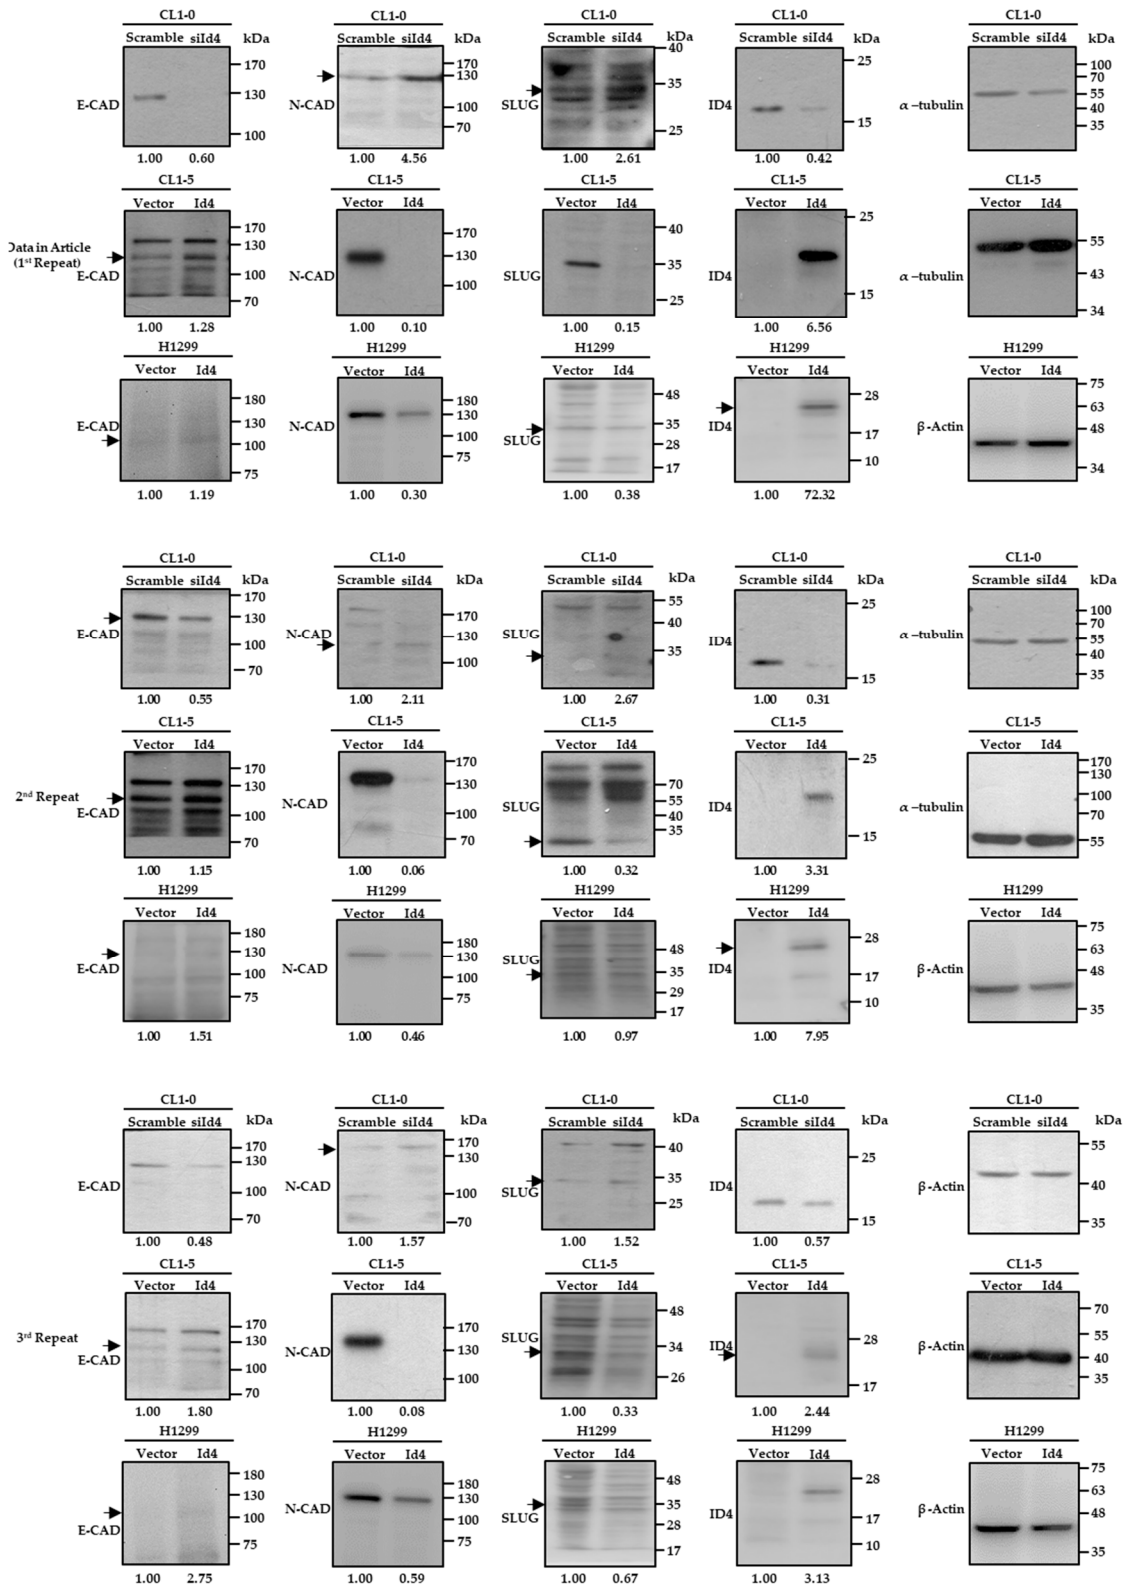 CL1-0 CL1-0 CL1-0 CL1-0 CL1-0
Scramble siId4 kDa Scramble siId4 kDa Scramble siId4 kDa Scramble siId4 kDa Scramble siId4 kDa
E-CAD 170 130 100 N-CAD 170 130 100 70 SLUG 40 35 25 ID4 25 15 α-tubulin 100 70 55 40 35
1.00 0.60 1.00 4.56 1.00 2.61 1.00 0.42
CL1-5 CL1-5 CL1-5 CL1-5 CL1-5
Vector Id4 Vector Id4 Vector Id4 Vector Id4 Vector Id4
Data in Article
(1st Repeat)
E-CAD 170 130 100 70 N-CAD 170 130 100 SLUG 40 35 25 ID4 25 15 α-tubulin 55 43 34
1.00 1.28 1.00 0.10 1.00 0.15 1.00 6.56
H1299 H1299 H1299 H1299 H1299
Vector Id4 Vector Id4 Vector Id4 Vector Id4 Vector Id4
E-CAD 180 130 100 75 N-CAD 180 130 100 75 SLUG 48 35 28 17 ID4 28 17 10 β-Actin 75 63 48 34
1.00 1.19 1.00 0.30 1.00 0.38 1.00 72.32
CL1-0 CL1-0 CL1-0 CL1-0 CL1-0
Scramble siId4 kDa Scramble siId4 kDa Scramble siId4 kDa Scramble siId4 kDa Scramble siId4 kDa
E-CAD 170 130 100 70 N-CAD 170 130 100 SLUG 55 40 35 ID4 25 15 α-tubulin 100 70 55 40 35
1.00 0.55 1.00 2.11 1.00 2.67 1.00 0.31
CL1-5 CL1-5 CL1-5 CL1-5 CL1-5
Vector Id4 Vector Id4 Vector Id4 Vector Id4 Vector Id4
2nd Repeat
E-CAD 170 130 100 70 N-CAD 170 130 100 70 SLUG 70 55 40 35 ID4 25 15 α-tubulin 170 130 100 70 55
1.00 1.15 1.00 0.06 1.00 0.32 1.00 3.31
H1299 H1299 H1299 H1299 H1299
Vector Id4 Vector Id4 Vector Id4 Vector Id4 Vector Id4
E-CAD 180 130 100 75 N-CAD 180 130 100 75 SLUG 48 35 29 17 ID4 28 17 10 β-Actin 75 63 48 35
1.00 1.51 1.00 0.46 1.00 0.97 1.00 7.95
CL1-0 CL1-0 CL1-0 CL1-0 CL1-0
Scramble siId4 kDa Scramble siId4 kDa Scramble siId4 kDa Scramble siId4 kDa Scramble siId4 kDa
E-CAD 170 130 100 70 N-CAD 170 130 100 70 SLUG 40 35 25 ID4 25 15 β-Actin 55 40 35
1.00 0.48 1.00 1.57 1.00 1.52 1.00 0.57
CL1-5 CL1-5 CL1-5 CL1-5 CL1-5
Vector Id4 Vector Id4 Vector Id4 Vector Id4 Vector Id4
3rd Repeat
E-CAD 170 130 100 70 N-CAD 170 130 100 SLUG 48 34 26 ID4 28 17 β-Actin 70 55 40 35
1.00 1.80 1.00 0.08 1.00 0.33 1.00 2.44
H1299 H1299 H1299 H1299 H1299
Vector Id4 Vector Id4 Vector Id4 Vector Id4 Vector Id4
E-CAD 180 130 100 75 N-CAD 180 130 100 75 SLUG 48 35 28 17 ID4 28 17 10 β-Actin 75 63 48 35
1.00 2.75 1.00 0.59 1.00 0.67 1.00 3.13